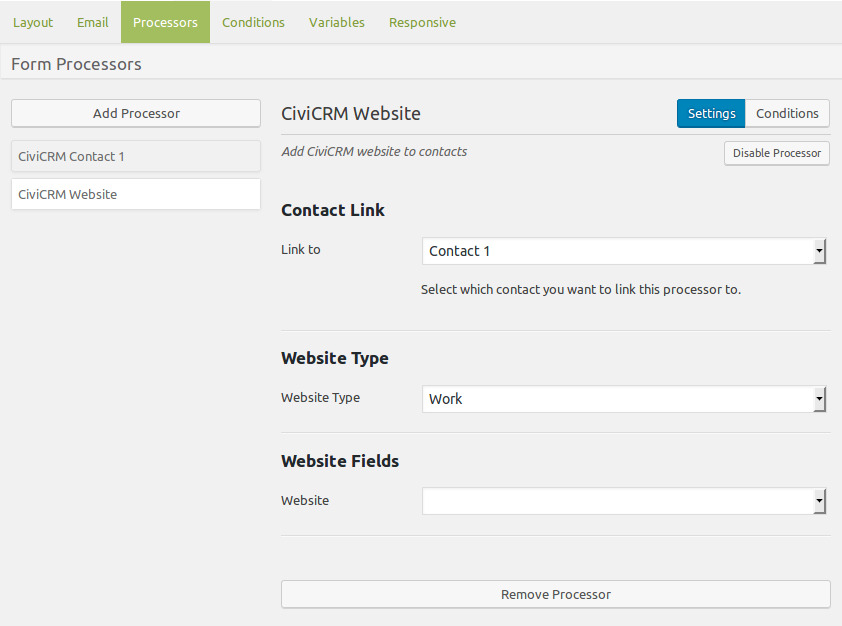 Layout Email Processors Conditions Variables Responsive
Form Processors
Add Processor
CiviCRM Contact 1
CiviCRM Website
CiviCRM Website
Settings Conditions
Add CiviCRM website to contacts
Disable Processor
Contact Link
Link to Contact 1
Select which contact you want to link this processor to.
Website Type
Website Type Work
Website Fields
Website
Remove Processor